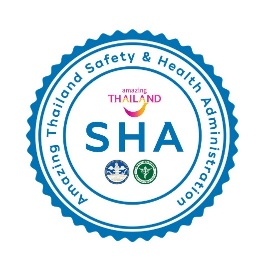 Amazing Thailand Safety & Health Administration
amazing
THAILAND
SHA